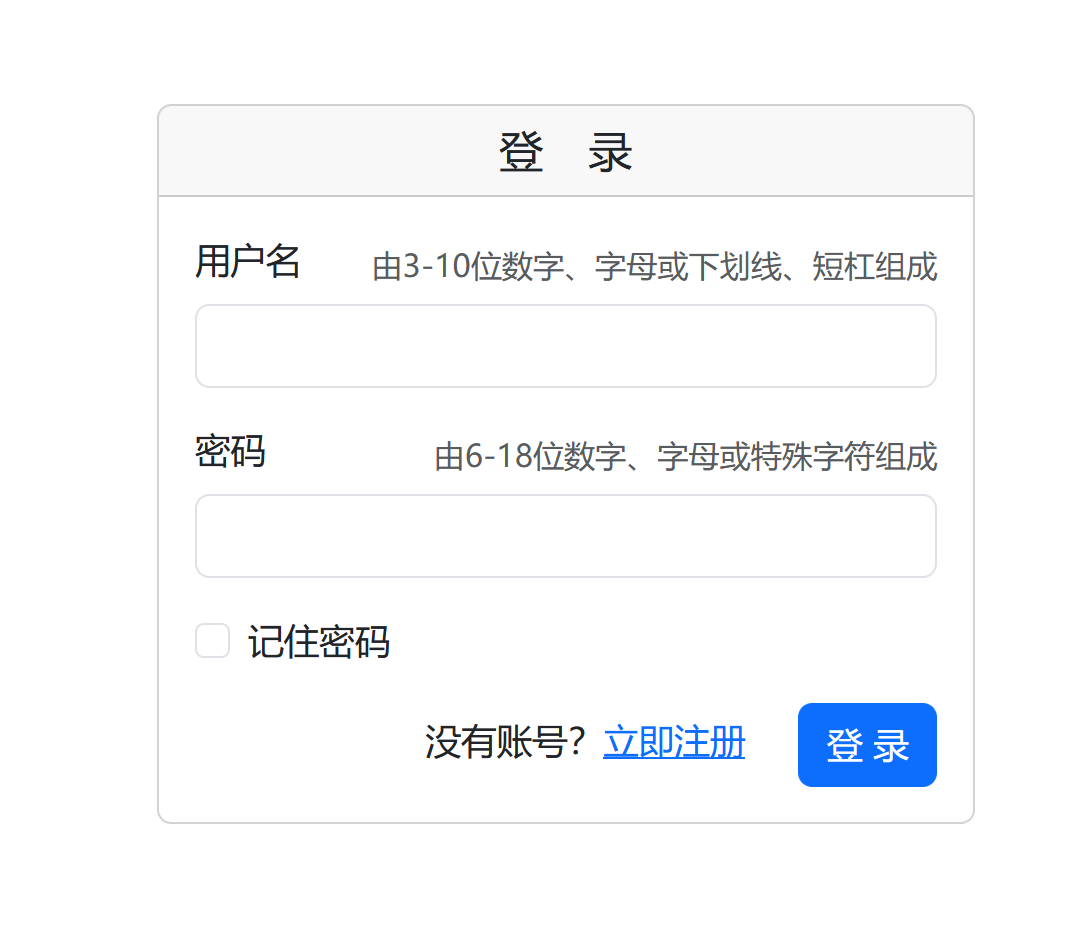 登 录
用户名 由3-10位数字、字母或下划线、短杠组成
密码 由6-18位数字、字母或特殊字符组成
记住密码
没有账号？立即注册 登 录